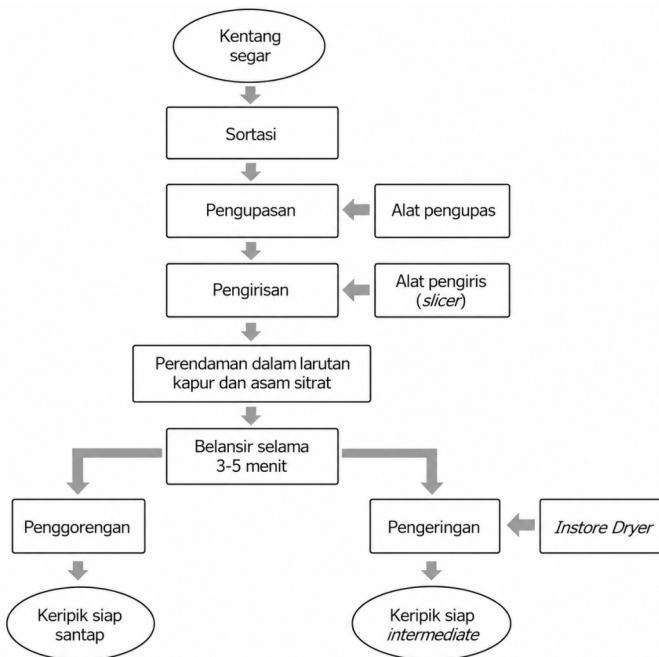 Kentang
segar
Sortasi
Pengupasan
Alat pengupas
Pengirisan
Alat pengiris
(slicer)
Perendaman dalam larutan
kapur dan asam sitrat
Belansir selama
3-5 menit
Penggorengan
Pengeringan
Instore Dryer
Keripik siap
santap
Keripik siap
intermediate